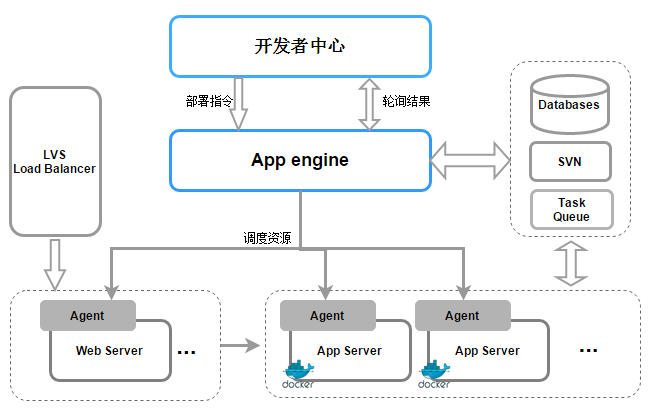 开发者中心
部署指令
轮询结果
LVS
Load Balancer
App engine
Databases
SVN
Task
Queue
调度资源
Agent
Web Server
...
Agent
App Server
docker
Agent
App Server
docker
...